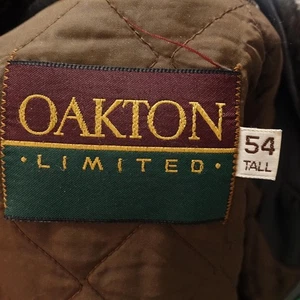 OAKTON
· LIMITED ·
54
TALL